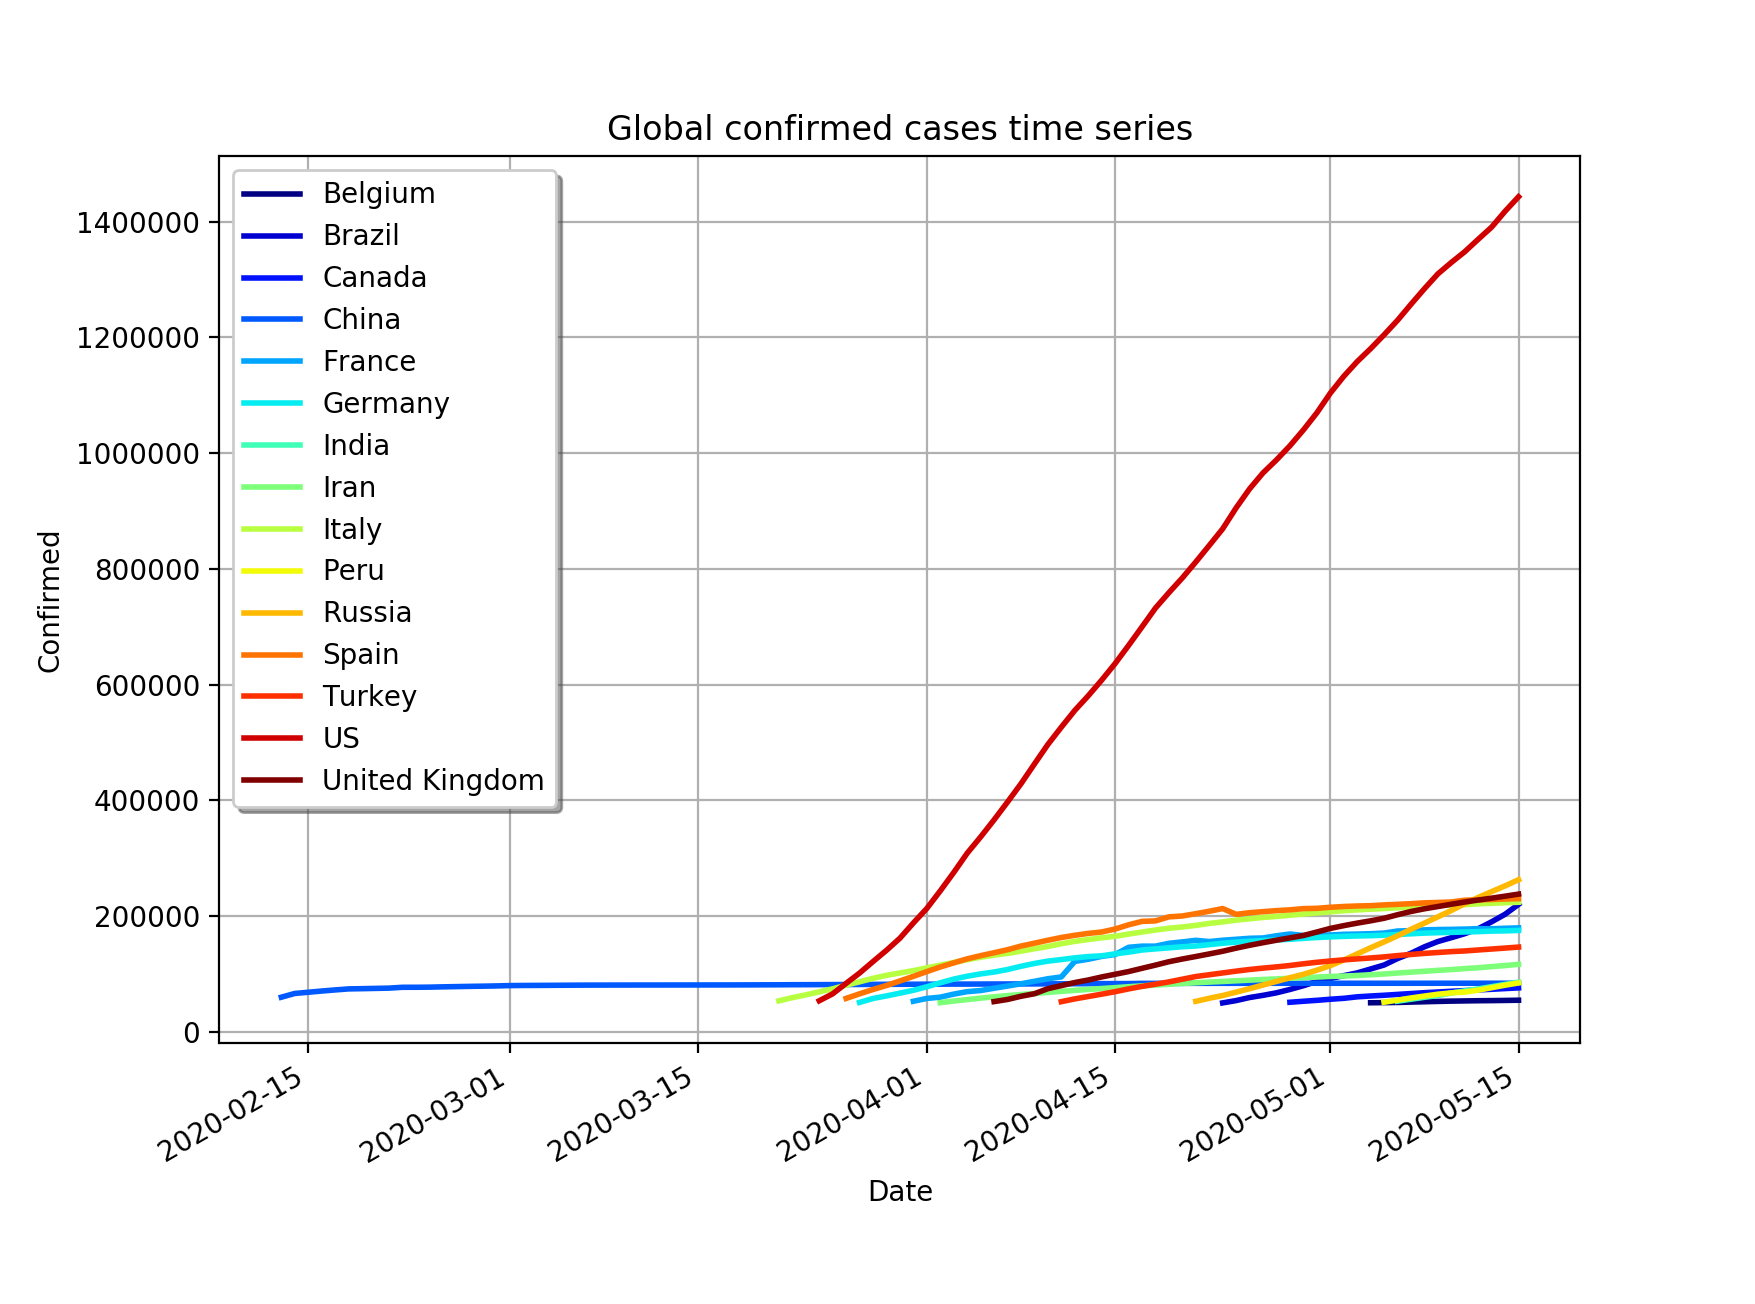 Global confirmed cases time series
Belgium
Brazil
Canada
China
France
Germany
India
Iran
Italy
Peru
Russia
Spain
Turkey
US
United Kingdom
1400000
1200000
1000000
800000
600000
400000
200000
0
Confirmed
2020-02-15
2020-03-01
2020-03-15
2020-04-01
2020-04-15
2020-05-01
2020-05-15
Date